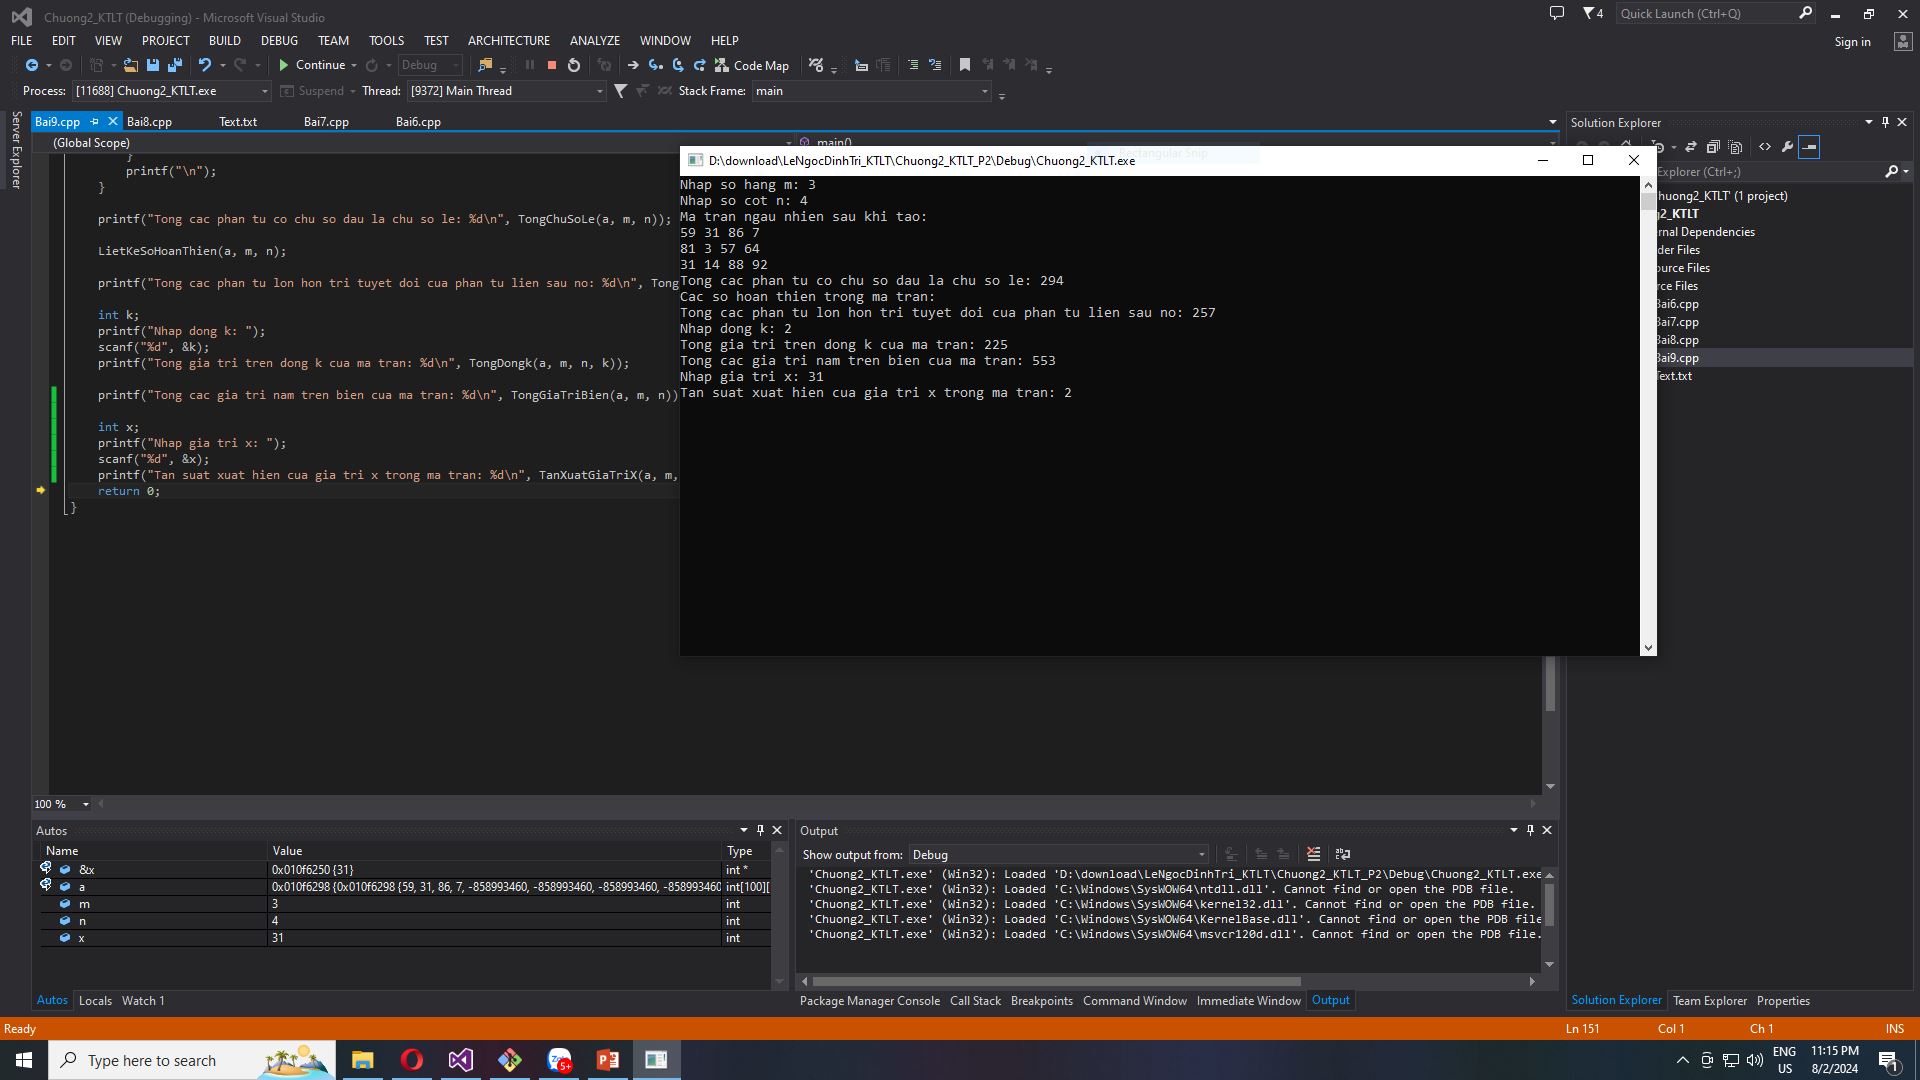 Chuong2_KTLT (Debugging) - Microsoft Visual Studio
4
Quick Launch (Ctrl+Q)
FILE EDIT VIEW PROJECT BUILD DEBUG TEAM TOOLS TEST ARCHITECTURE ANALYZE WINDOW HELP
Sign in
Continue Debug Code Map
Process: [11688] Chuong2_KTLT.exe Suspend Thread: [9372] Main Thread Stack Frame: main
Server Explorer
Bai9.cpp Bai8.cpp Text.txt Bai7.cpp Bai6.cpp
(Global Scope) main()
}
printf("\n");
}
printf("Tong cac phan tu co chu so dau la chu so le: %d\n", TongChuSoLe(a, m, n));
LietKeSoHoanThien(a, m, n);
printf("Tong cac phan tu lon hon tri tuyet doi cua phan tu lien sau no: %d\n", Tong
int k;
printf("Nhap dong k: ");
scanf("%d", &k);
printf("Tong gia tri tren dong k cua ma tran: %d\n", TongDongk(a, m, n, k));
printf("Tong cac gia tri nam tren bien cua ma tran: %d\n", TongGiaTriBien(a, m, n))
int x;
printf("Nhap gia tri x: ");
scanf("%d", &x);
printf("Tan suat xuat hien cua gia tri x trong ma tran: %d\n", TanXuatGiaTriX(a, m,
return 0;
}
Rectangular Snip
D:\download\LeNgocDinhTri_KTLT\Chuong2_KTLT_P2\Debug\Chuong2_KTLT.exe
Nhap so hang m: 3
Nhap so cot n: 4
Ma tran ngau nhien sau khi tao:
59 31 86 7
81 3 57 64
31 14 88 92
Tong cac phan tu co chu so dau la chu so le: 294
Cac so hoan thien trong ma tran:
Tong cac phan tu lon hon tri tuyet doi cua phan tu lien sau no: 257
Nhap dong k: 2
Tong gia tri tren dong k cua ma tran: 225
Tong cac gia tri nam tren bien cua ma tran: 553
Nhap gia tri x: 31
Tan suat xuat hien cua gia tri x trong ma tran: 2
Solution Explorer
Explorer (Ctrl+;)
huong2_KTLT' (1 project)
g2_KTLT
rnal Dependencies
der Files
ource Files
rce Files
Bai6.cpp
Bai7.cpp
Bai8.cpp
Bai9.cpp
Text.txt
100 %
Autos
Name Value Type
&x 0x010f6250 {31} int *
a 0x010f6298 {0x010f6298 {59, 31, 86, 7, -858993460, -858993460, -858993460, -858993460 int[100][
m 3 int
n 4 int
x 31 int
Autos Locals Watch 1
Output
Show output from: Debug
'Chuong2_KTLT.exe' (Win32): Loaded 'D:\download\LeNgocDinhTri_KTLT\Chuong2_KTLT_P2\Debug\Chuong2_KTLT.exe
'Chuong2_KTLT.exe' (Win32): Loaded 'C:\Windows\SysWOW64\ntdll.dll'. Cannot find or open the PDB file.
'Chuong2_KTLT.exe' (Win32): Loaded 'C:\Windows\SysWOW64\kernel32.dll'. Cannot find or open the PDB file.
'Chuong2_KTLT.exe' (Win32): Loaded 'C:\Windows\SysWOW64\KernelBase.dll'. Cannot find or open the PDB file.
'Chuong2_KTLT.exe' (Win32): Loaded 'C:\Windows\SysWOW64\msvcr120d.dll'. Cannot find or open the PDB file.
Package Manager Console Call Stack Breakpoints Command Window Immediate Window Output
Solution Explorer Team Explorer Properties
Ready Ln 151 Col 1 Ch 1 INS
Type here to search
5+
ENG
US
11:15 PM
8/2/2024
1